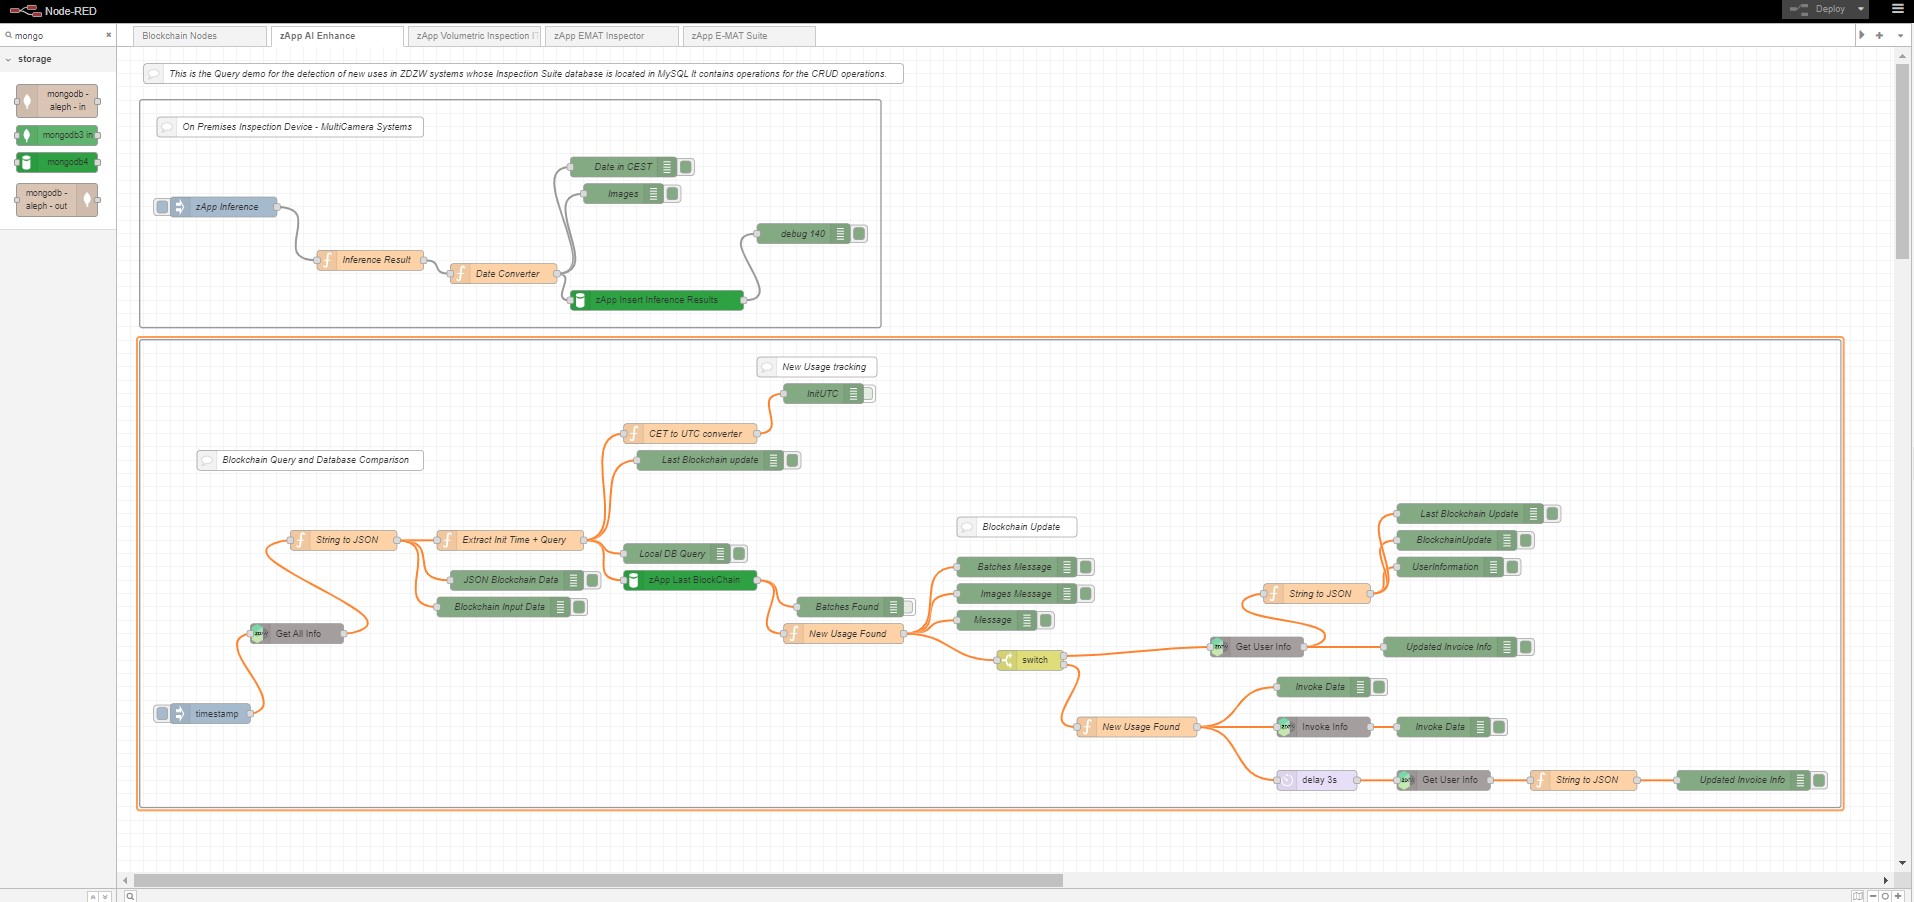 Node-RED
Deploy
mongo
Blockchain Nodes
zApp AI Enhance
zApp Volumetric Inspection IT
zApp EMAT Inspector
zApp E-MAT Suite
storage
mongodb -
aleph - in
mongodb3 in
mongodb4
mongodb -
aleph - out
This is the Query demo for the detection of new uses in ZDZW systems whose Inspection Suite database is located in MySQL It contains operations for the CRUD operations.
On Premises Inspection Device - MultiCamera Systems
Date in CEST
Images
zApp Inference
debug 140
Inference Result
Date Converter
zApp Insert Inference Results
New Usage tracking
InitUTC
CET to UTC converter
Blockchain Query and Database Comparison
Last Blockchain update
Last Blockchain Update
Blockchain Update
String to JSON
Extract Init Time + Query
BlockchainUpdate
Local DB Query
Batches Message
UserInformation
JSON Blockchain Data
zApp Last BlockChain
Images Message
String to JSON
Blockchain Input Data
Batches Found
Message
Get All Info
New Usage Found
Get User Info
Updated Invoice Info
switch
Invoke Data
timestamp
New Usage Found
Invoke Info
Invoke Data
delay 3s
Get User Info
String to JSON
Updated Invoice Info